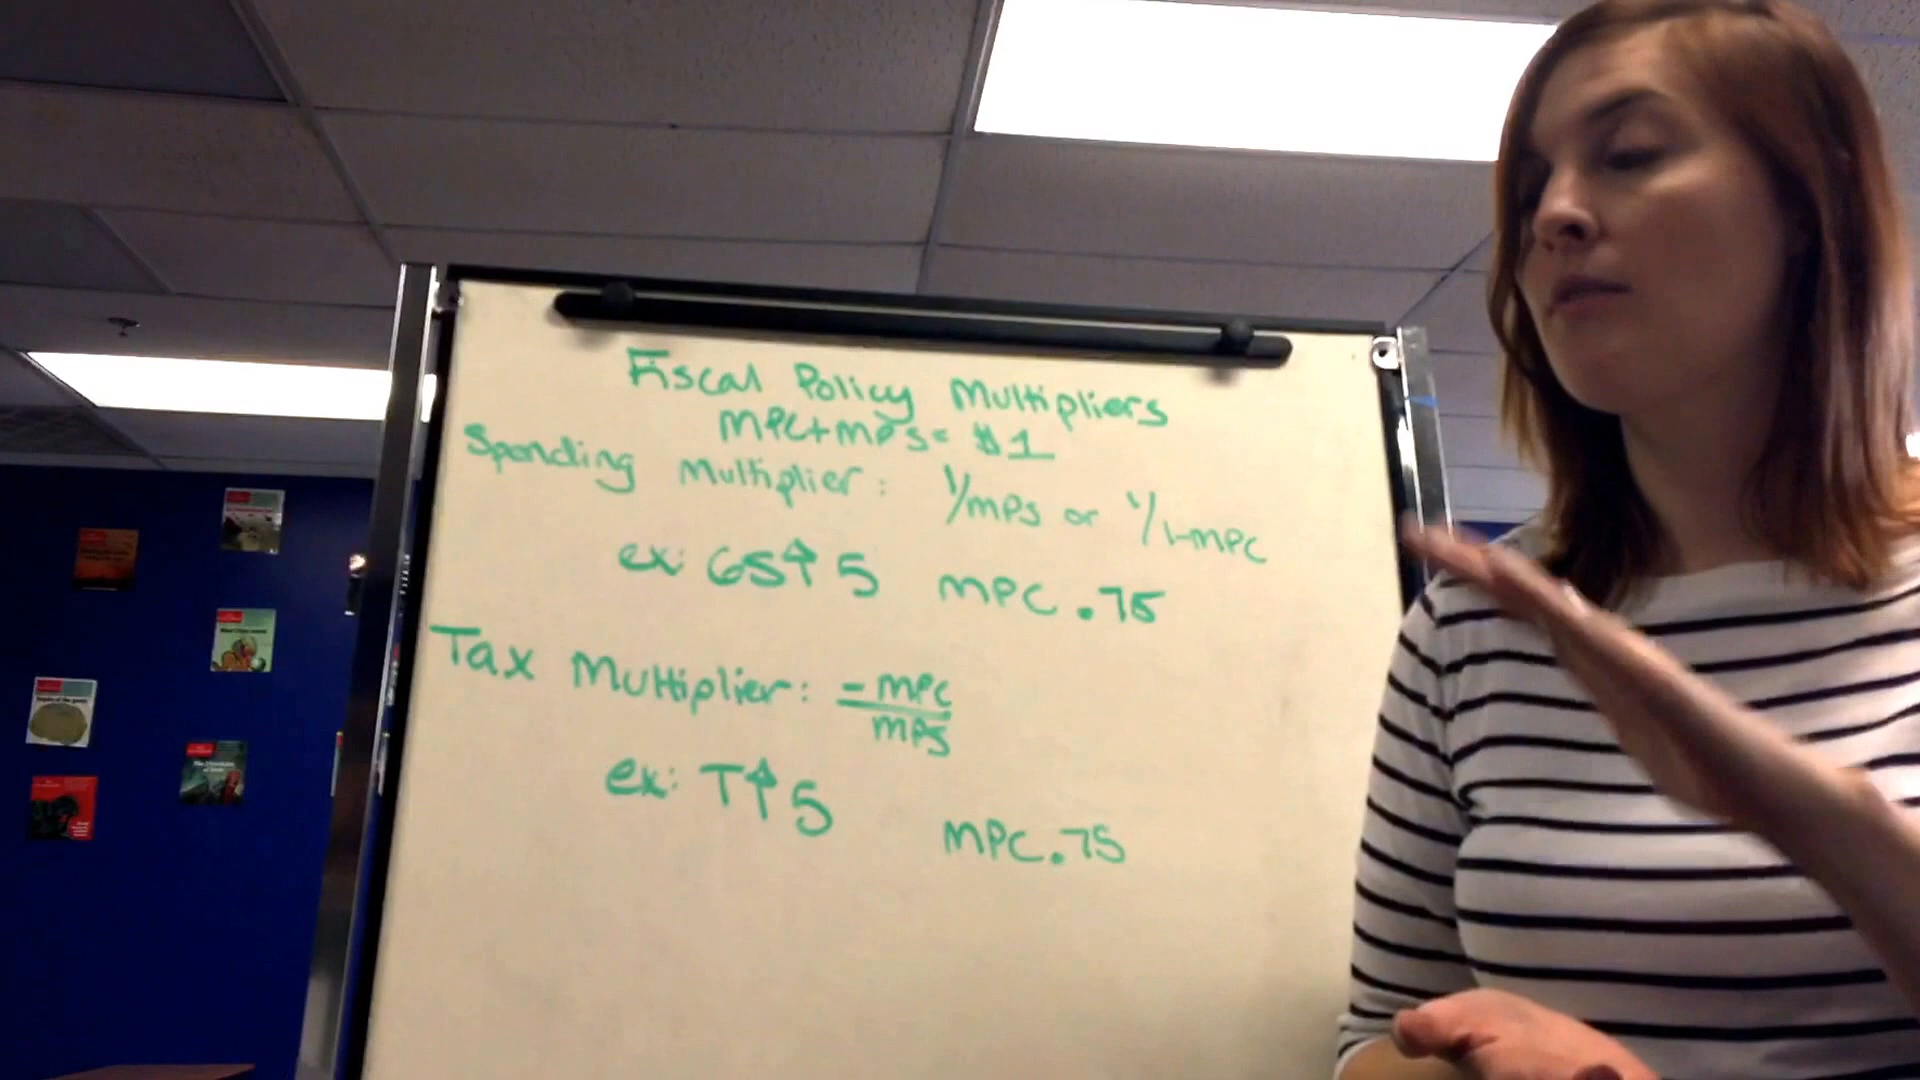 Fiscal Policy Multipliers
MPC+MPS= $1
Spending Multiplier: 1/MPS or 1/1-MPC
ex: GS↑ 5 MPC .75
Tax Multiplier: -MPC
MPS
ex: T↑ 5 MPC .75